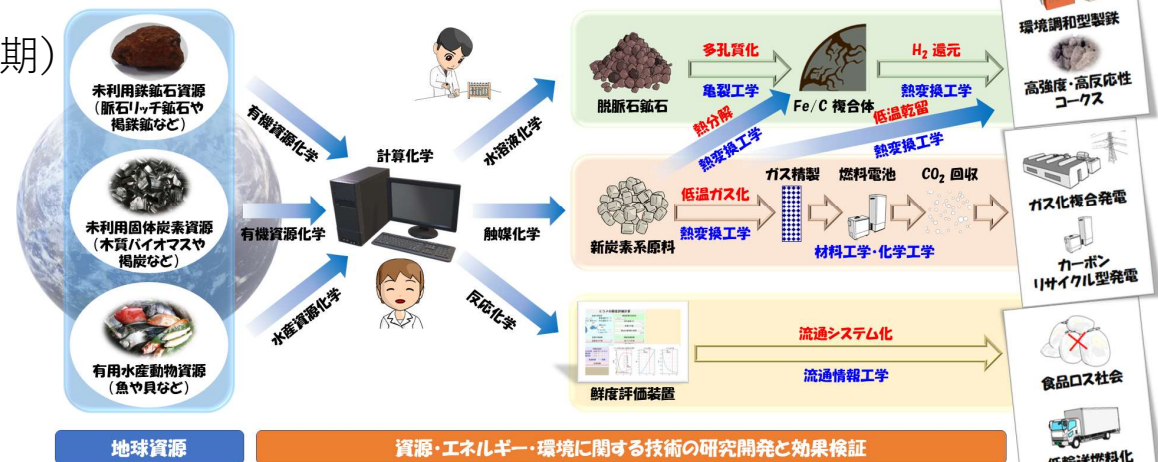 期)
未利用鉄鉱石資源
(脈石リッチ鉱石や
褐鉄鉱など)
未利用固体炭素資源
(木質バイオマスや
褐炭など)
有用水産動物資源
(魚や貝など)
地球資源
有機資源化学
有機資源化学
水産資源化学
計算化学
水溶液化学
触媒化学
反応化学
脱脈石鉱石
多孔質化
亀裂工学
Fe/C 複合体
H2 還元
熱変換工学
熱分解
熱変換工学
低温乾留
熱変換工学
新炭素系原料
低温ガス化
熱変換工学
ガス精製
燃料電池
CO2 回収
材料工学・化学工学
鮮度評価装置
流通システム化
流通情報工学
資源・エネルギー・環境に関する技術の研究開発と効果検証
環境調和型製鉄
高強度・高反応性
コークス
ガス化複合発電
カーボン
リサイクル型発電
食品ロス社会
低輸送燃料化